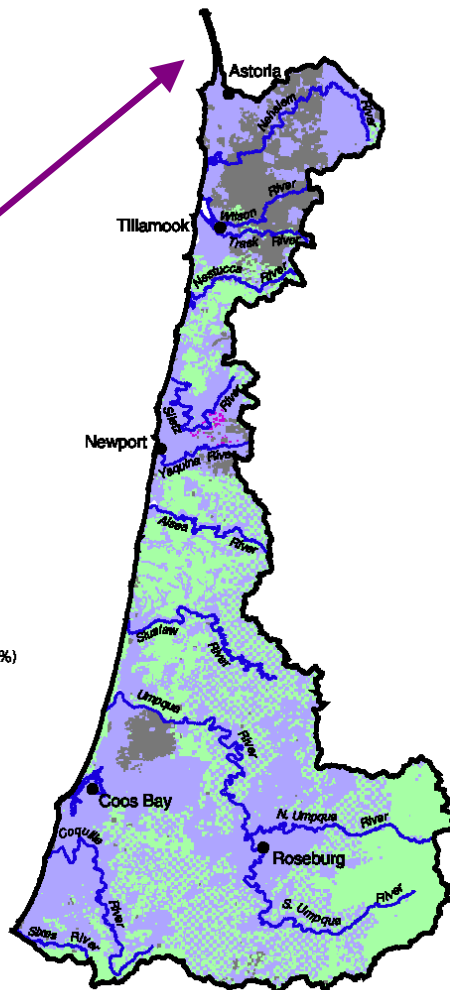 Astoria
Nehalem
River
Wilson
River
Tillamook
Trask River
Nestucca
River
Siletz
River
Newport
Yaquina River
Alsea
River
Siuslaw
River
%)
Umpqua
River
Coos Bay
N. Umpqua
River
Coquille
River
Roseburg
S. Umpqua
River
Sixes River